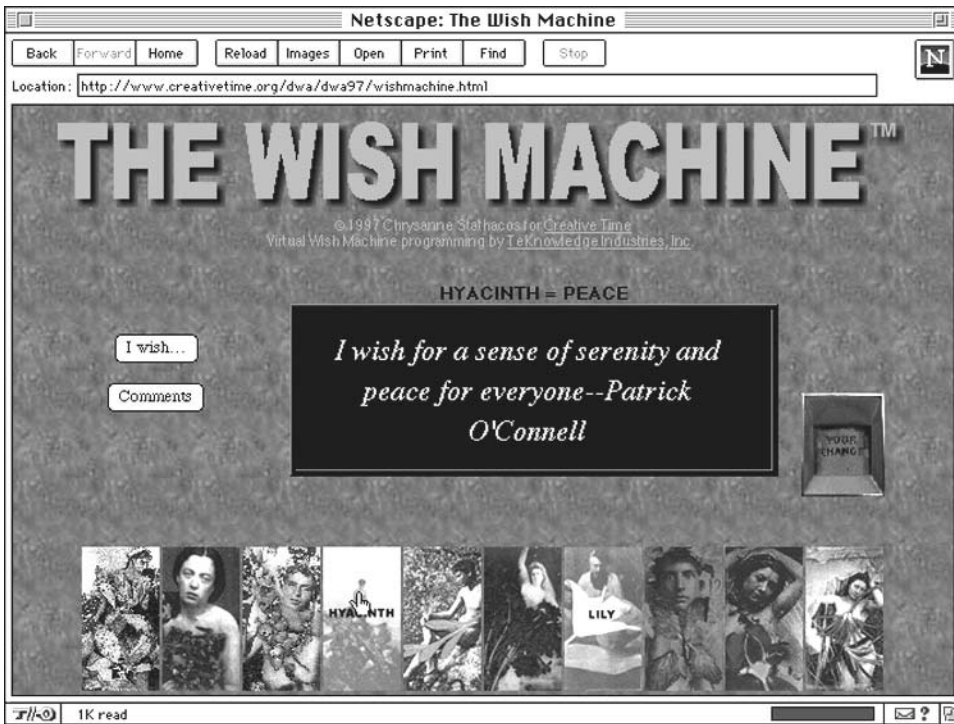 Netscape: The Wish Machine
Back Forward Home Reload Images Open Print Find Stop
N
Location: http://www.creativetime.org/dwa/dwa97/wishmachine.html
THE WISH MACHINE™
©1997 Chrysanne Stathacos for Creative Time
Virtual Wish Machine programming by TeKnowledge Industries, Inc.
HYACINTH = PEACE
I wish...
I wish for a sense of serenity and
peace for everyone--Patrick
O'Connell
Comments
YOUR
CHANGE
HYACINTH
LILY
1K read
?